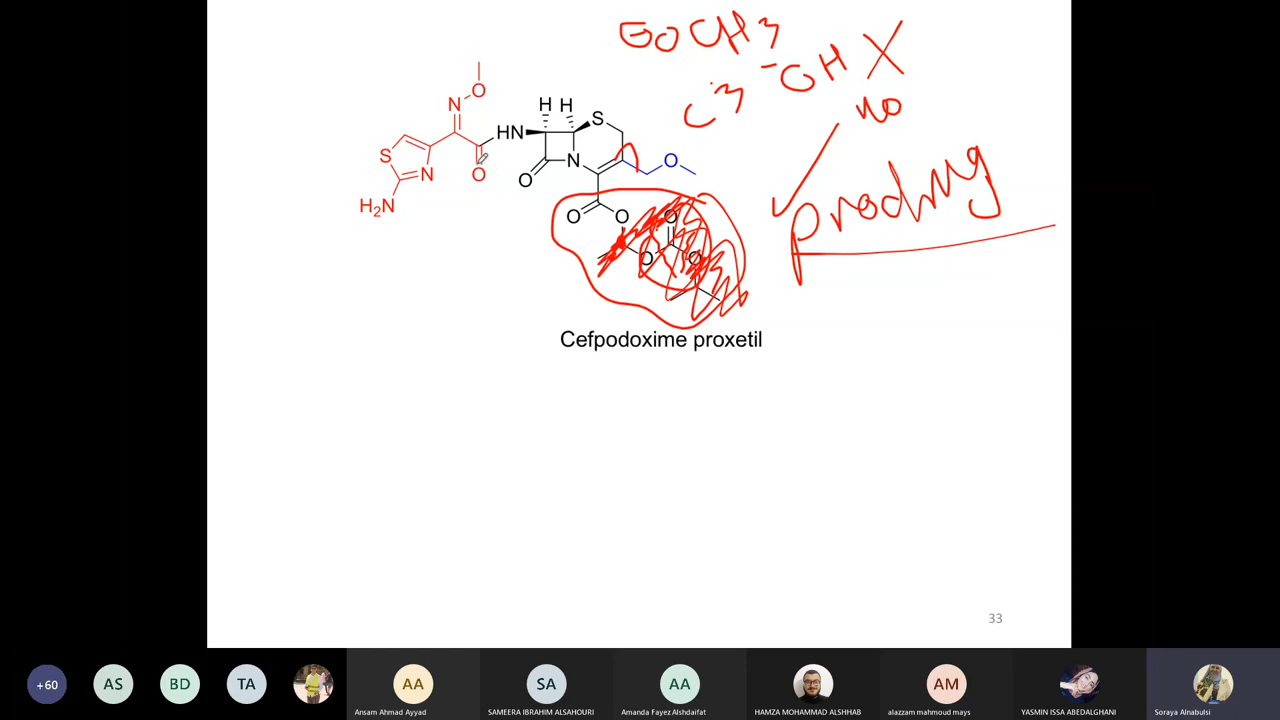 OCH3
C3 - OH X
no
prodrug
O
N
H H
S
HN
S
N
O
N
O
O
H2N
O
O
O
O
O
Cefpodoxime proxetil
33
+60
AS
BD
TA
AA
SA
AA
AM
Ansam Ahmad Ayyad
SAMEERA IBRAHIM ALSAHOURI
Amanda Fayez Alshdaifat
HAMZA MOHAMMAD ALSHHAB
alazzam mahmoud mays
YASMIN ISSA ABEDALGHANI
Soraya Alnabulsi